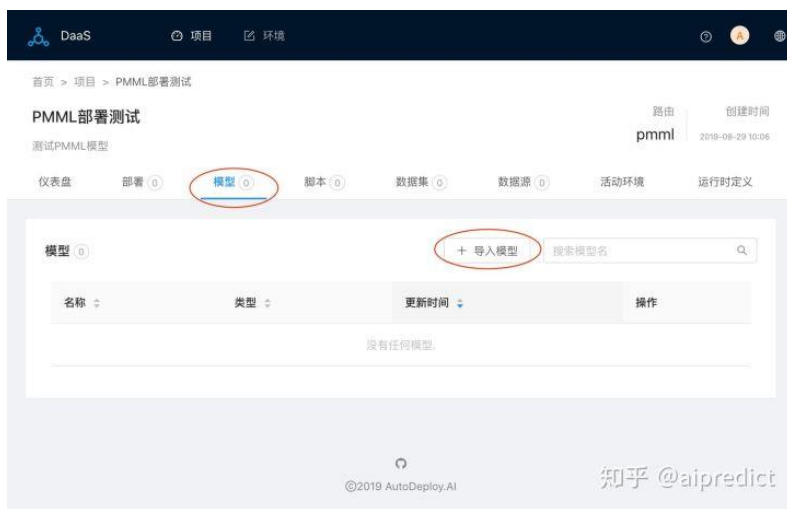 DaaS 项目 环境 A
首页 > 项目 > PMML部署测试
PMML部署测试
路由 创建时间
pmml 2019-08-29 10:06
测试PMML模型
仪表盘 部署 0 模型 0 脚本 0 数据集 0 数据源 0 活动环境 运行时定义
模型 0 + 导入模型 搜索模型名
名称 类型 更新时间 操作
没有任何模型.
©2019 AutoDeploy.AI
知乎 @aipredict